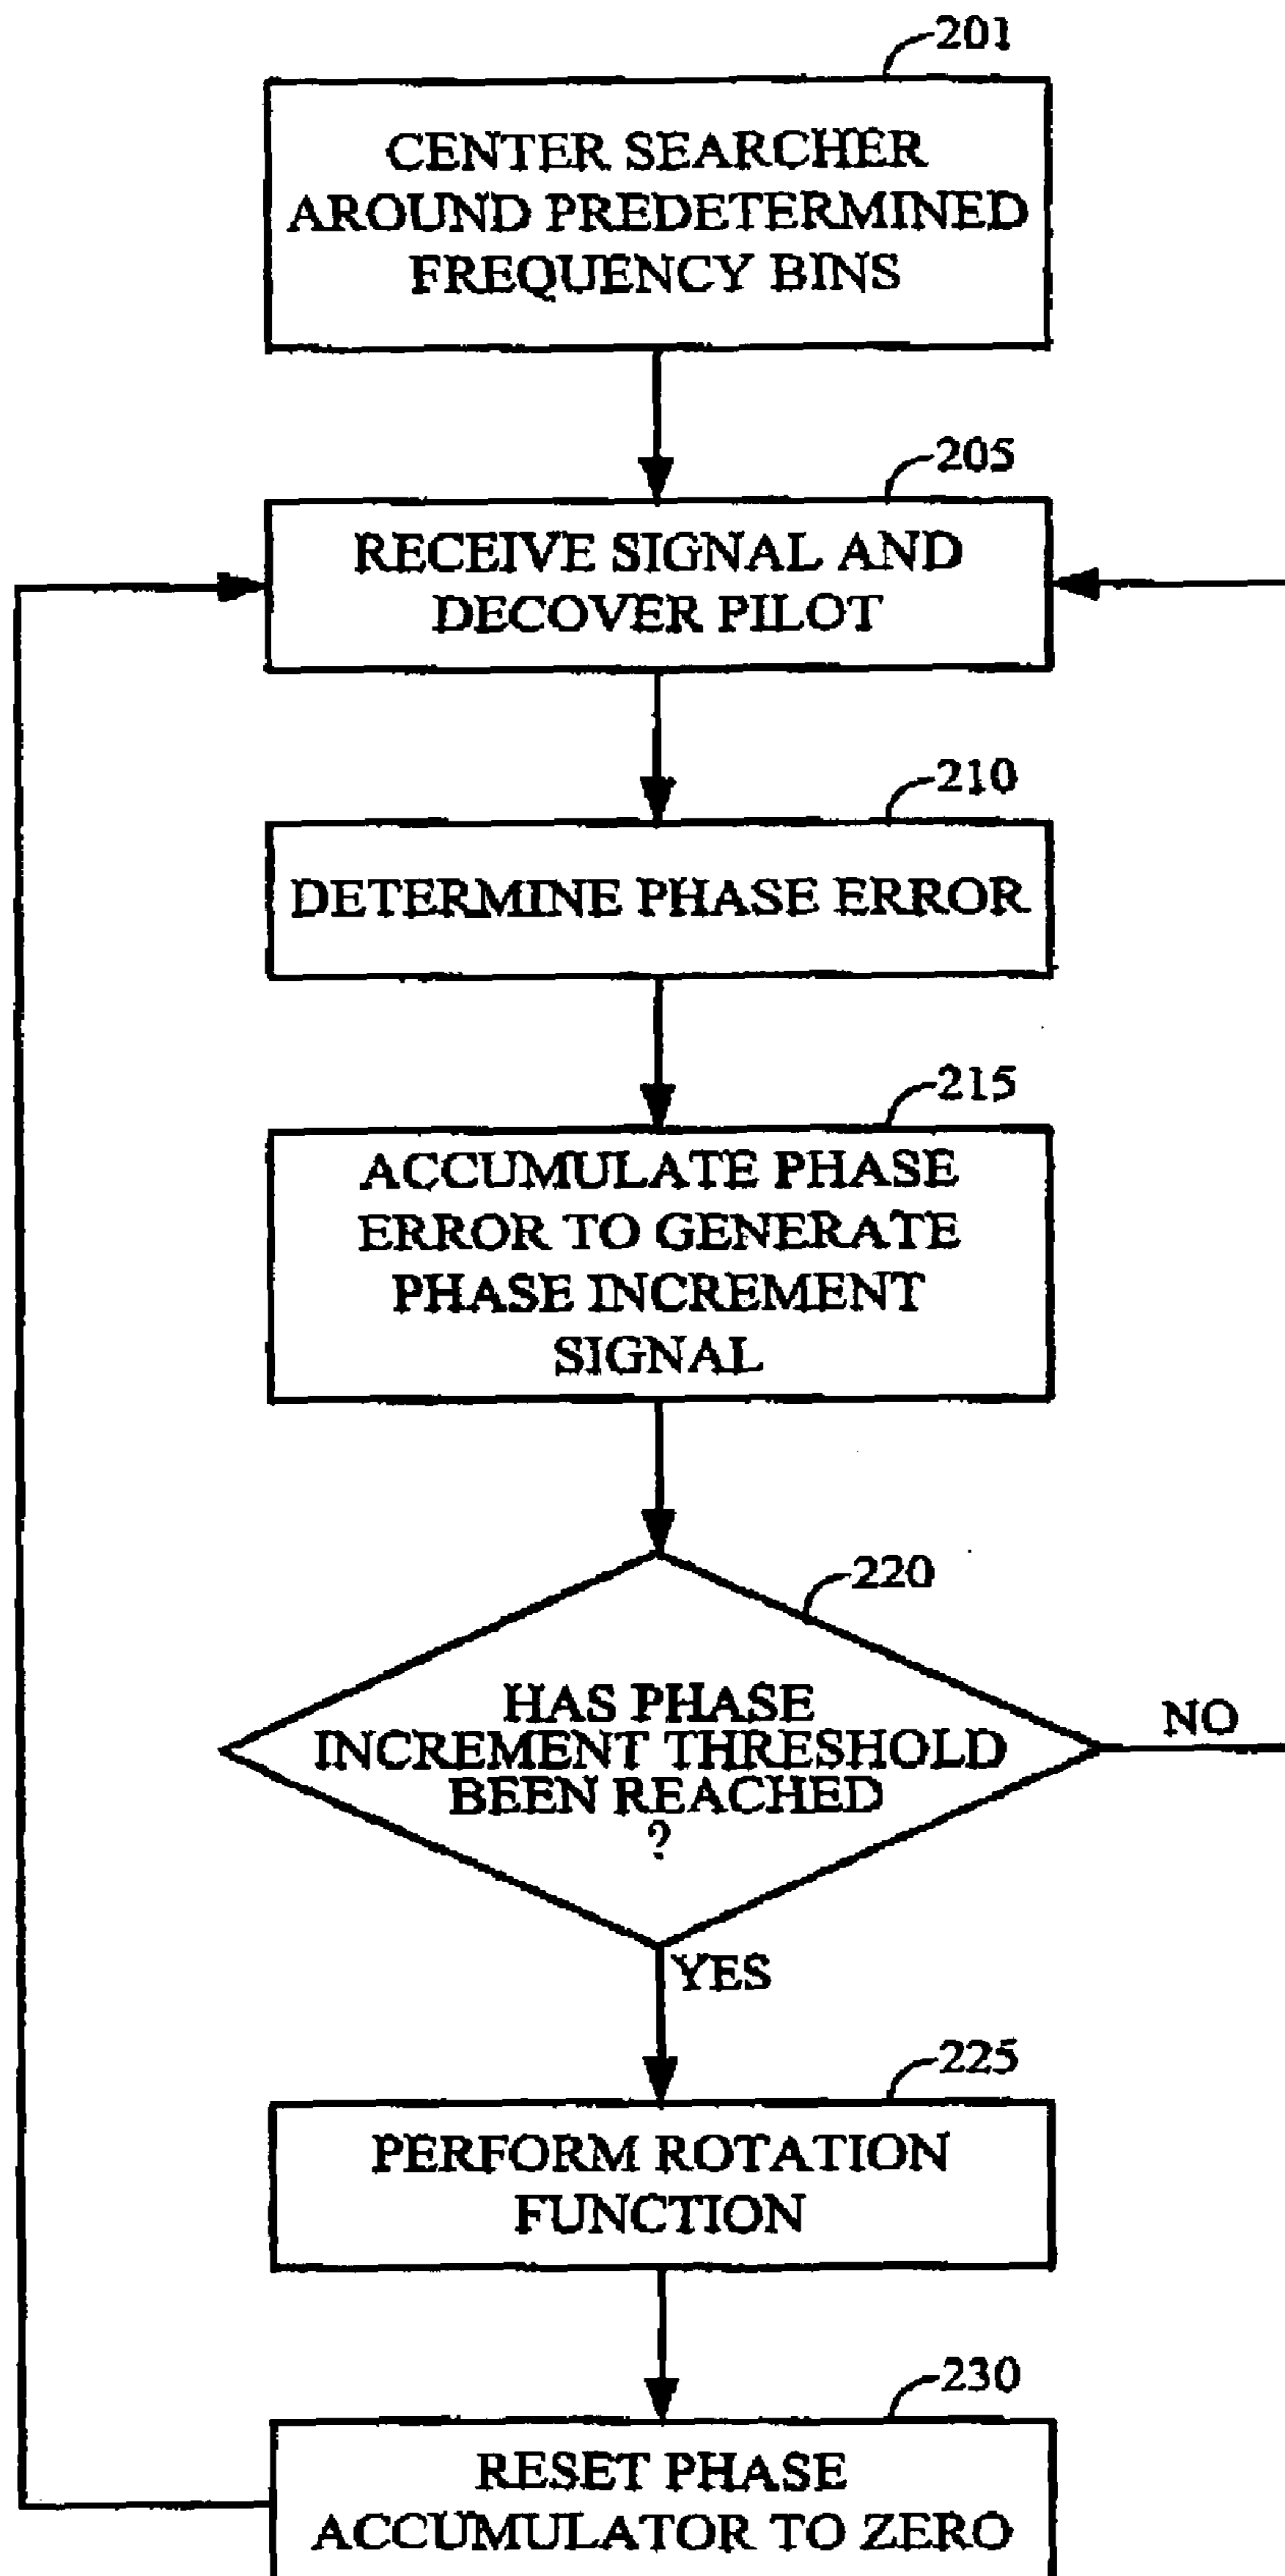 201
CENTER SEARCHER
AROUND PREDETERMINED
FREQUENCY BINS
205
RECEIVE SIGNAL AND
DECOVER PILOT
210
DETERMINE PHASE ERROR
215
ACCUMULATE PHASE
ERROR TO GENERATE
PHASE INCREMENT
SIGNAL
220
HAS PHASE
INCREMENT THRESHOLD
BEEN REACHED
?
NO
YES
225
PERFORM ROTATION
FUNCTION
230
RESET PHASE
ACCUMULATOR TO ZERO